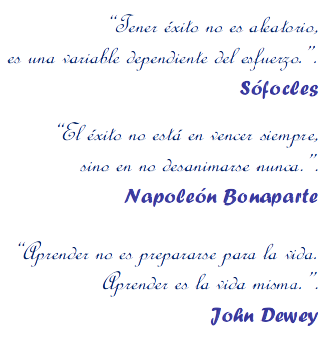 “Tener éxito no es aleatorio,
es una variable dependiente del esfuerzo.”.
Sófocles
“El éxito no está en vencer siempre,
sino en no desanimarse nunca.”.
Napoleón Bonaparte
“Aprender no es prepararse para la vida.
Aprender es la vida misma.”.
John Dewey